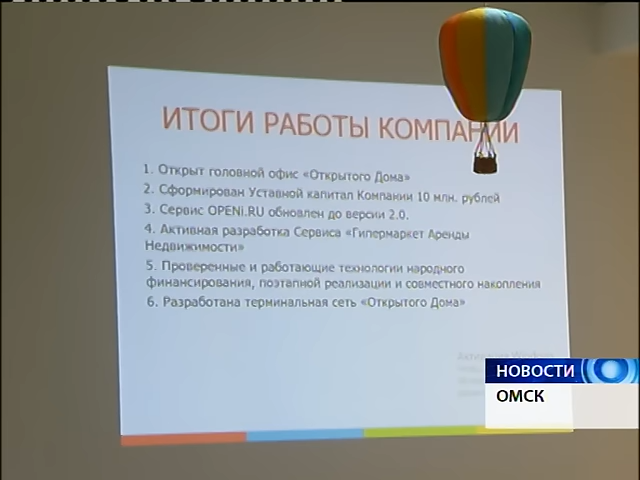 ИТОГИ РАБОТЫ КОМПАНИИ
1. Открыт головной офис «Открытого Дома»
2. Сформирован Уставной капитал Компании 10 млн. рублей
3. Сервис OPENi.RU обновлен до версии 2.0.
4. Активная разработка Сервиса «Гипермаркет Аренды
Недвижимости»
5. Проверенные и работающие технологии народного
финансирования, поэтапной реализации и совместного накопления
6. Разработана терминальная сеть «Открытого Дома»
НОВОСТИ
ОМСК